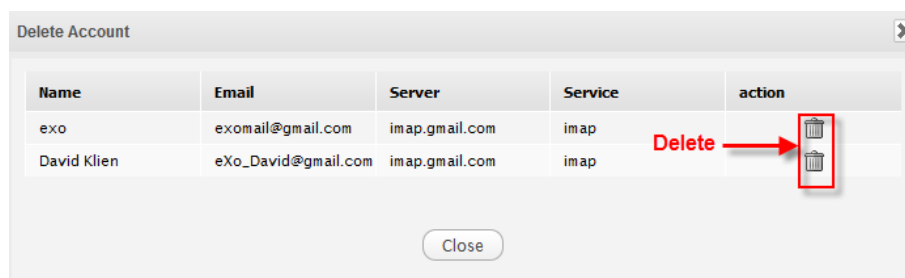 Delete Account
Name Email Server Service action
exo exomail@gmail.com imap.gmail.com imap
David Klien eXo_David@gmail.com imap.gmail.com imap
Delete
Close